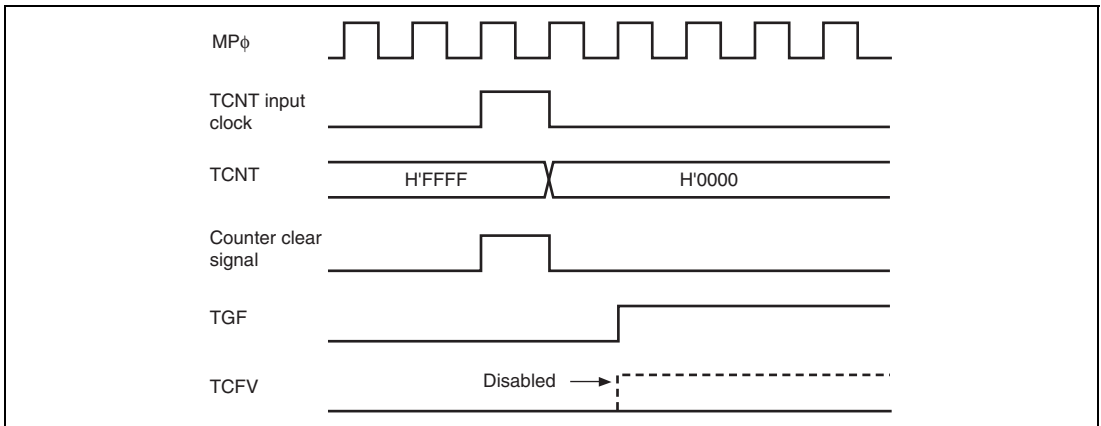 MPϕ
TCNT input
clock
TCNT
H'FFFF
H'0000
Counter clear
signal
TGF
Disabled
TCFV